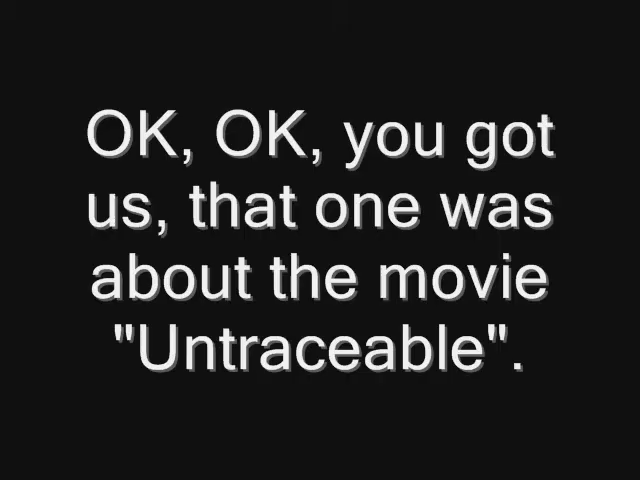 OK, OK, you got
us, that one was
about the movie
"Untraceable".